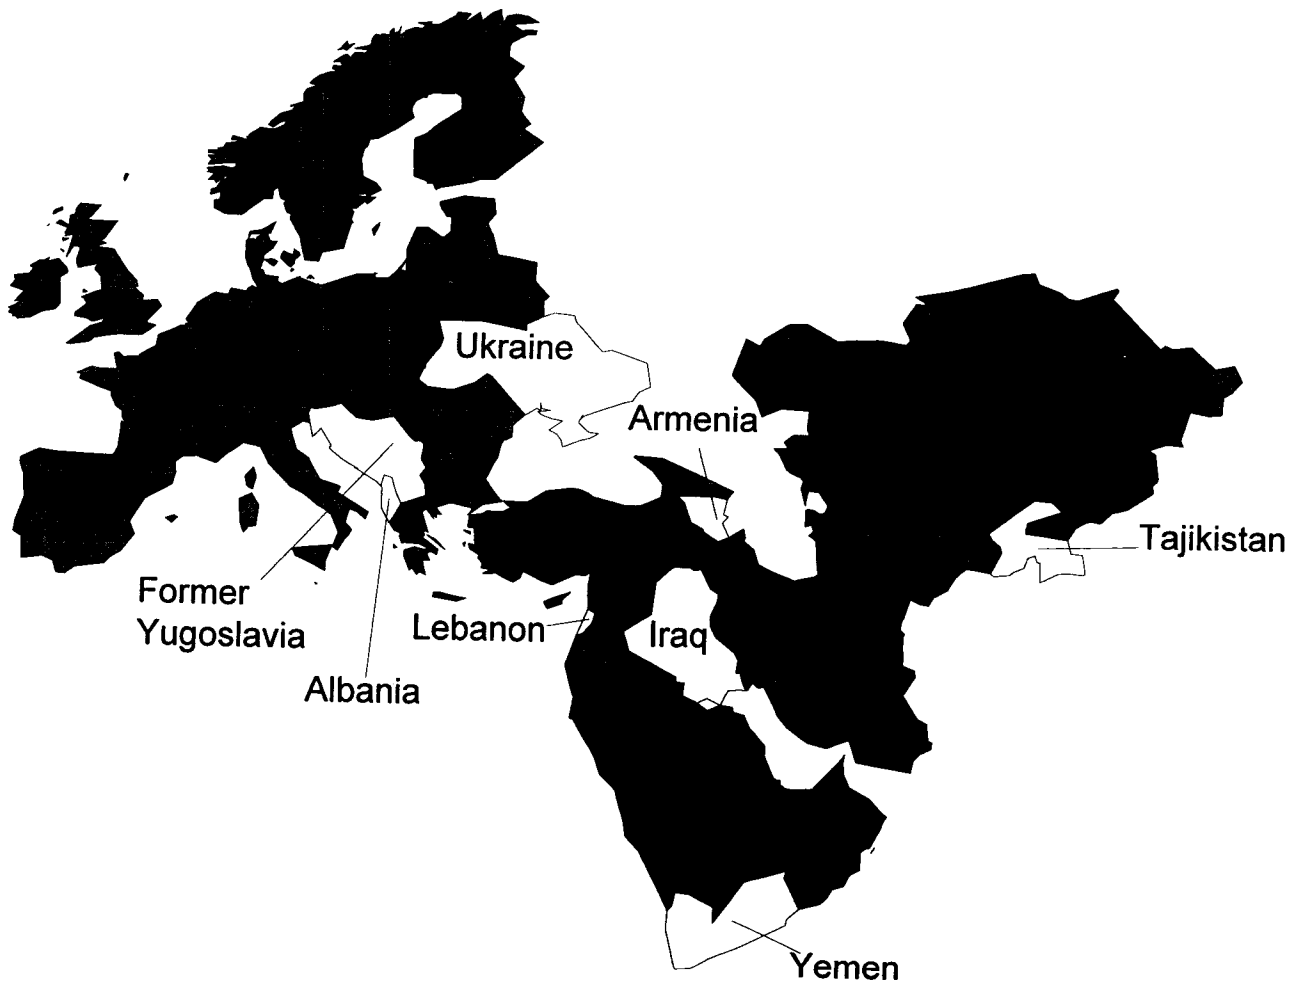 Ukraine
Armenia
Tajikistan
Former
Yugoslavia
Lebanon
Iraq
Albania
Yemen